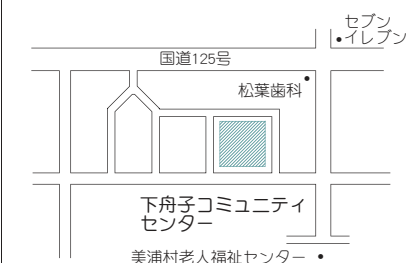 セブン
イレブン
国道125号
松葉歯科
下舟子コミュニティ
センター
美浦村老人福祉センター